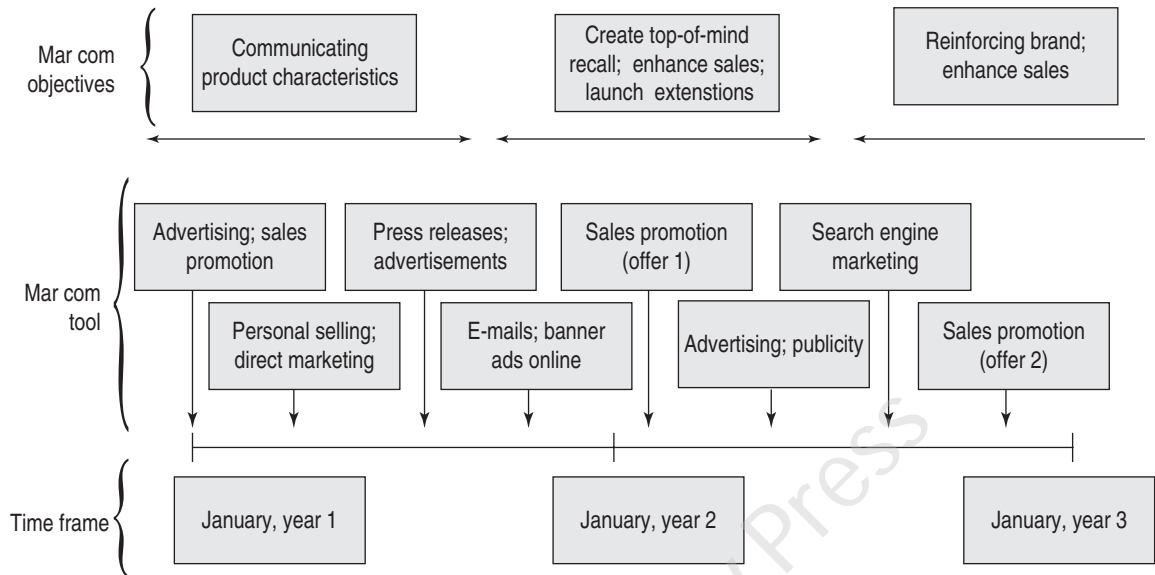 Mar com
objectives
Communicating
product characteristics
Create top-of-mind
recall; enhance sales;
launch extenstions
Reinforcing brand;
enhance sales
Mar com
tool
Advertising; sales
promotion
Press releases;
advertisements
Sales promotion
(offer 1)
Search engine
marketing
Personal selling;
direct marketing
E-mails; banner
ads online
Advertising; publicity
Sales promotion
(offer 2)
Time frame
January, year 1
January, year 2
January, year 3
Press